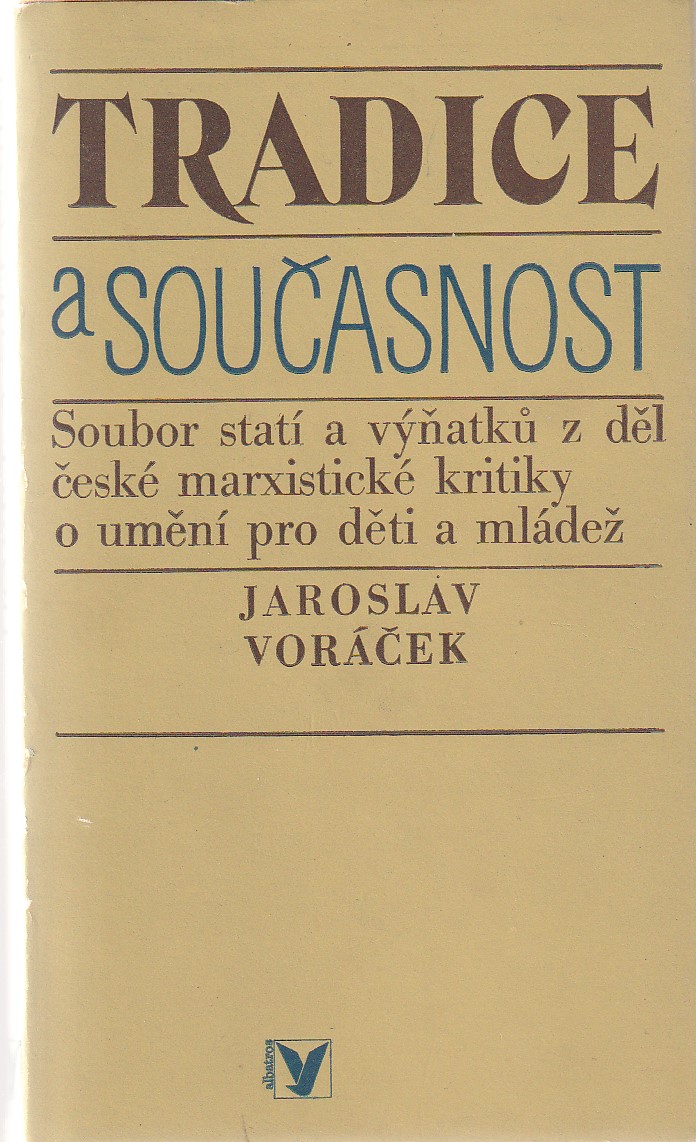 TRADICE
a SOUČASNOST
Soubor statí a výňatků z děl
české marxistické kritiky
o umění pro děti a mládež
JAROSLAV
VORÁČEK
albatros